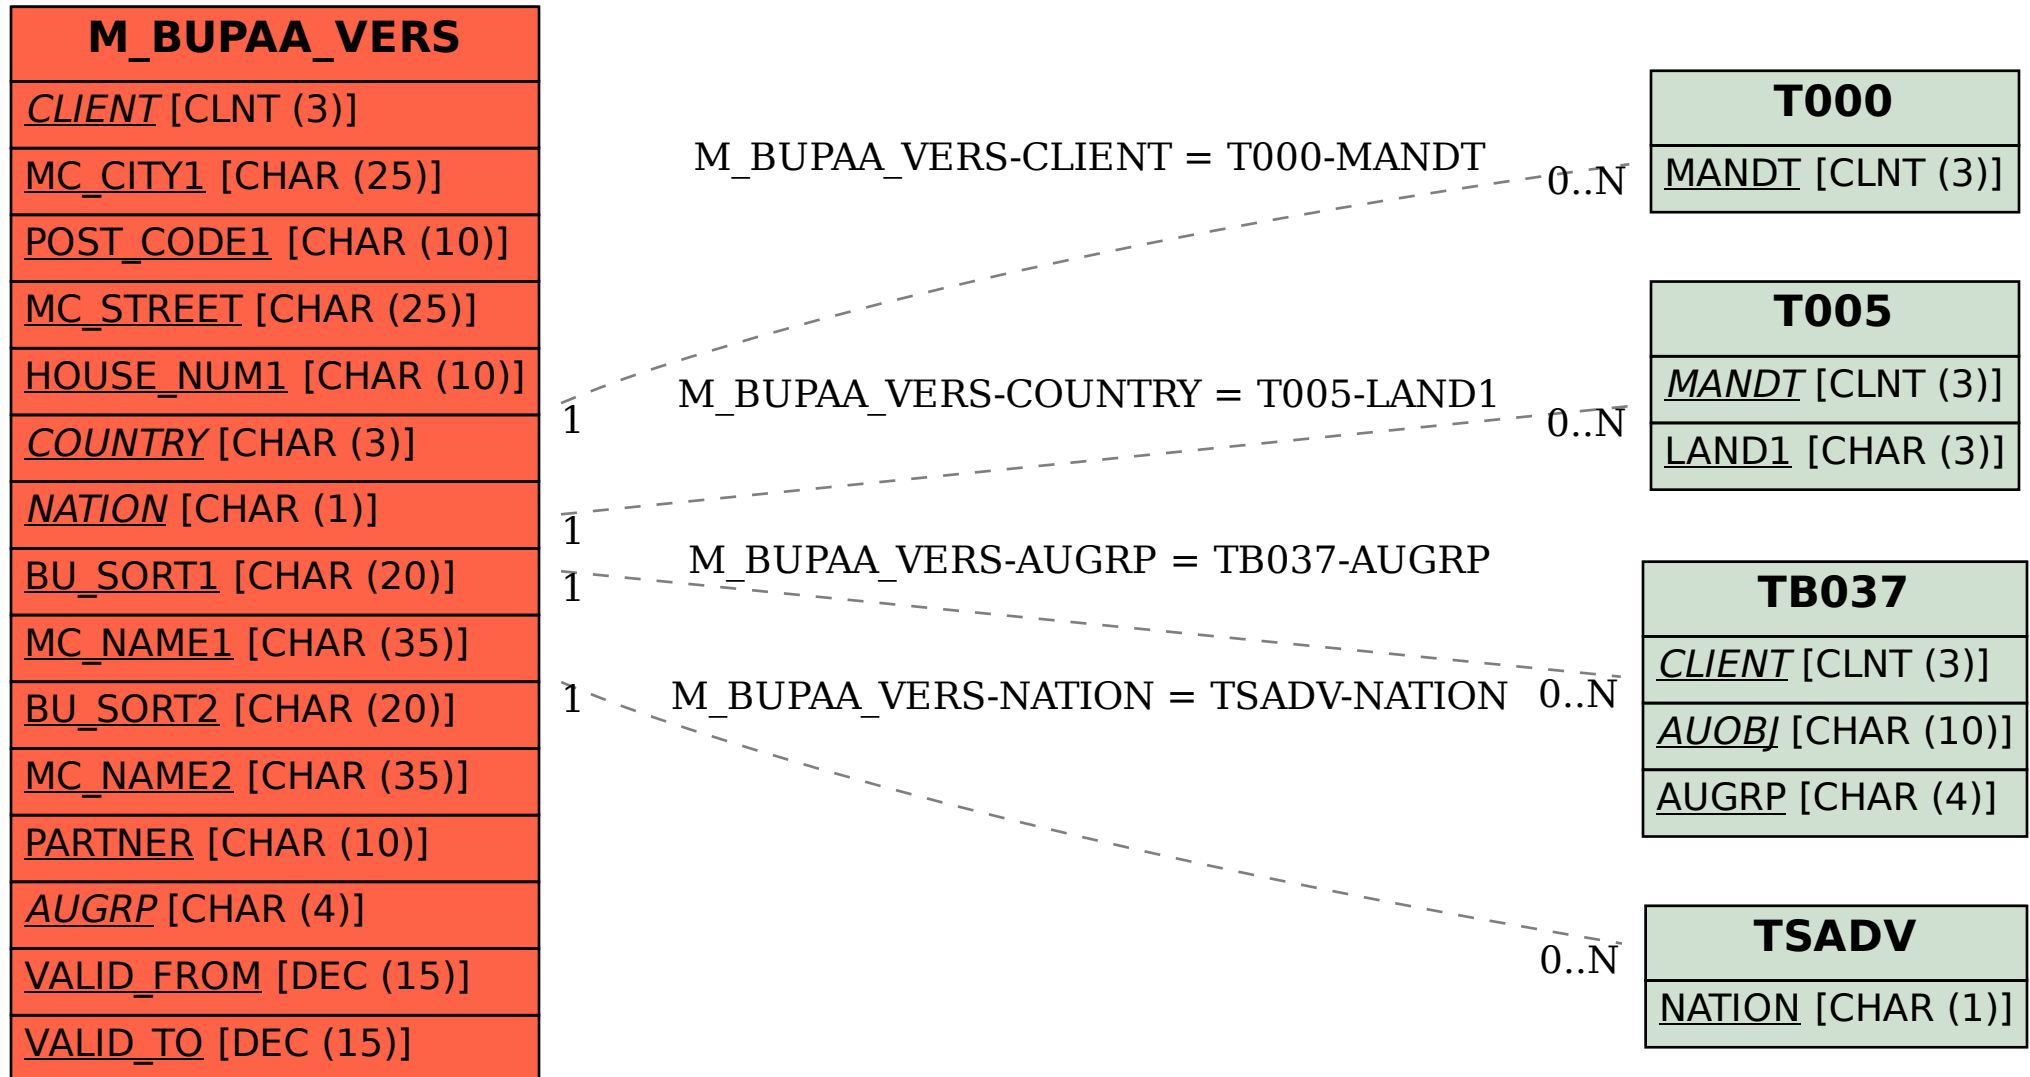 M_BUPAA_VERS
CLIENT [CLNT (3)]
MC_CITY1 [CHAR (25)]
POST_CODE1 [CHAR (10)]
MC_STREET [CHAR (25)]
HOUSE_NUM1 [CHAR (10)]
COUNTRY [CHAR (3)]
NATION [CHAR (1)]
BU_SORT1 [CHAR (20)]
MC_NAME1 [CHAR (35)]
BU_SORT2 [CHAR (20)]
MC_NAME2 [CHAR (35)]
PARTNER [CHAR (10)]
AUGRP [CHAR (4)]
VALID_FROM [DEC (15)]
VALID_TO [DEC (15)]
M_BUPAA_VERS-CLIENT = T000-MANDT
0..N
1
M_BUPAA_VERS-COUNTRY = T005-LAND1
0..N
1
M_BUPAA_VERS-AUGRP = TB037-AUGRP
1
0..N
M_BUPAA_VERS-NATION = TSADV-NATION
1
0..N
T000
MANDT [CLNT (3)]
T005
MANDT [CLNT (3)]
LAND1 [CHAR (3)]
TB037
CLIENT [CLNT (3)]
AUOBJ [CHAR (10)]
AUGRP [CHAR (4)]
TSADV
NATION [CHAR (1)]